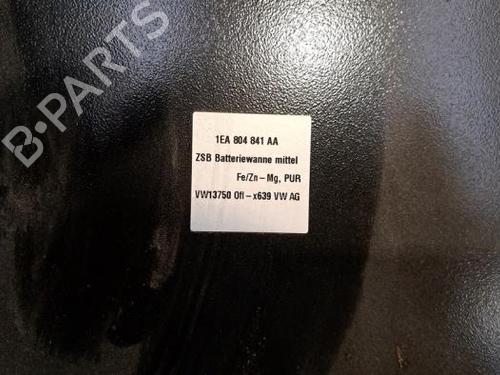 B-PARTS
1EA 804 841 AA
ZSB Batteriewanne mittel
Fe/Zn-Mg, PUR
VW13750 Ofl-x639 VW AG